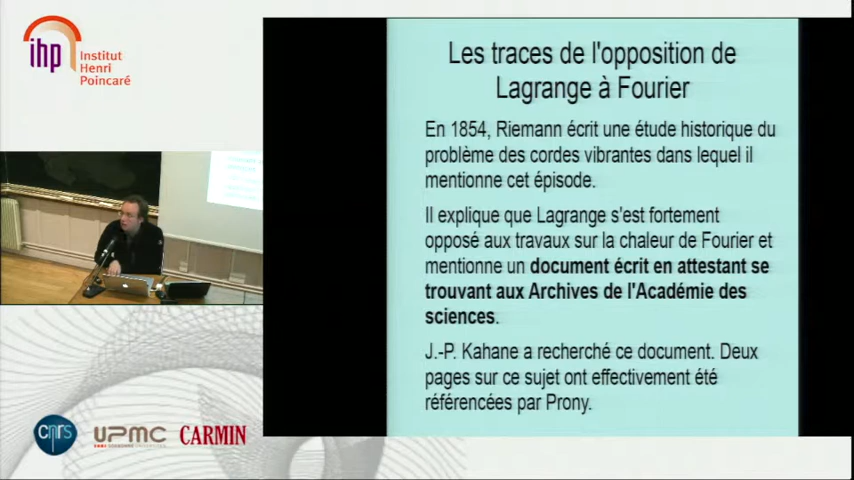 ihp
Institut
Henri
Poincaré
Les traces de l'opposition de
Lagrange à Fourier
En 1854, Riemann écrit une étude historique du
problème des cordes vibrantes dans lequel il
mentionne cet épisode.
Il explique que Lagrange s'est fortement
opposé aux travaux sur la chaleur de Fourier et
mentionne un document écrit en attestant se
trouvant aux Archives de l'Académie des
sciences.
J.-P. Kahane a recherché ce document. Deux
pages sur ce sujet ont effectivement été
référencées par Prony.
cnrs
UPMC
CARMIN